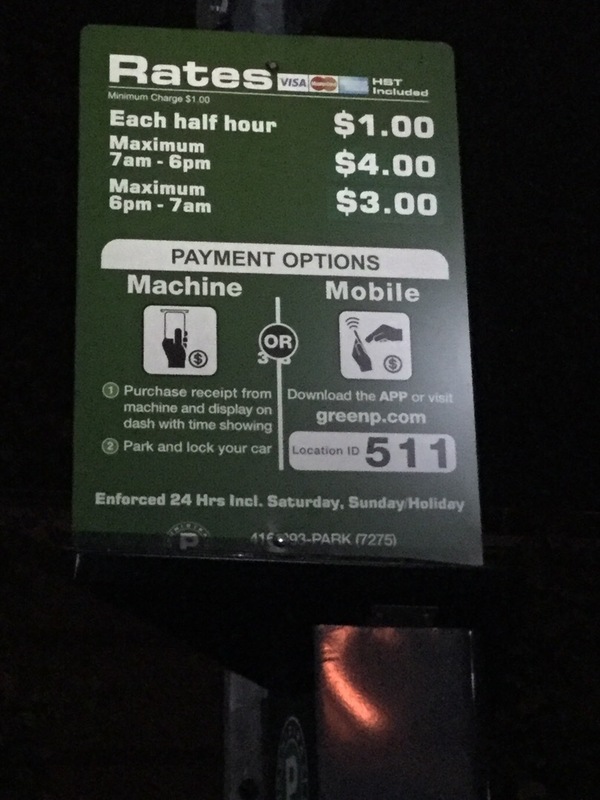 Rates VISA HST Included
Minimum Charge $1.00
Each half hour $1.00
Maximum 7am - 6pm $4.00
Maximum 6pm - 7am $3.00
PAYMENT OPTIONS
Machine
OR
Mobile
1 Purchase receipt from
machine and display on
dash with time showing
2 Park and lock your car
Download the APP or visit
greenp.com
Location ID 511
Enforced 24 Hrs Incl. Saturday, Sunday/Holiday
P 93-PARK (7275)
P